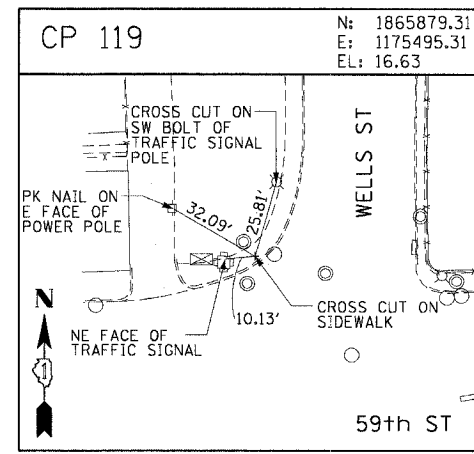 CP 119
N: 1865879.31
E: 1175495.31
EL: 16.63
CROSS CUT ON
SW BOLT OF
TRAFFIC SIGNAL
POLE
WELLS ST
PK NAIL ON
E FACE OF
POWER POLE
32.09'
25.81'
N
1
10.13'
CROSS CUT ON
SIDEWALK
NE FACE OF
TRAFFIC SIGNAL
59th ST